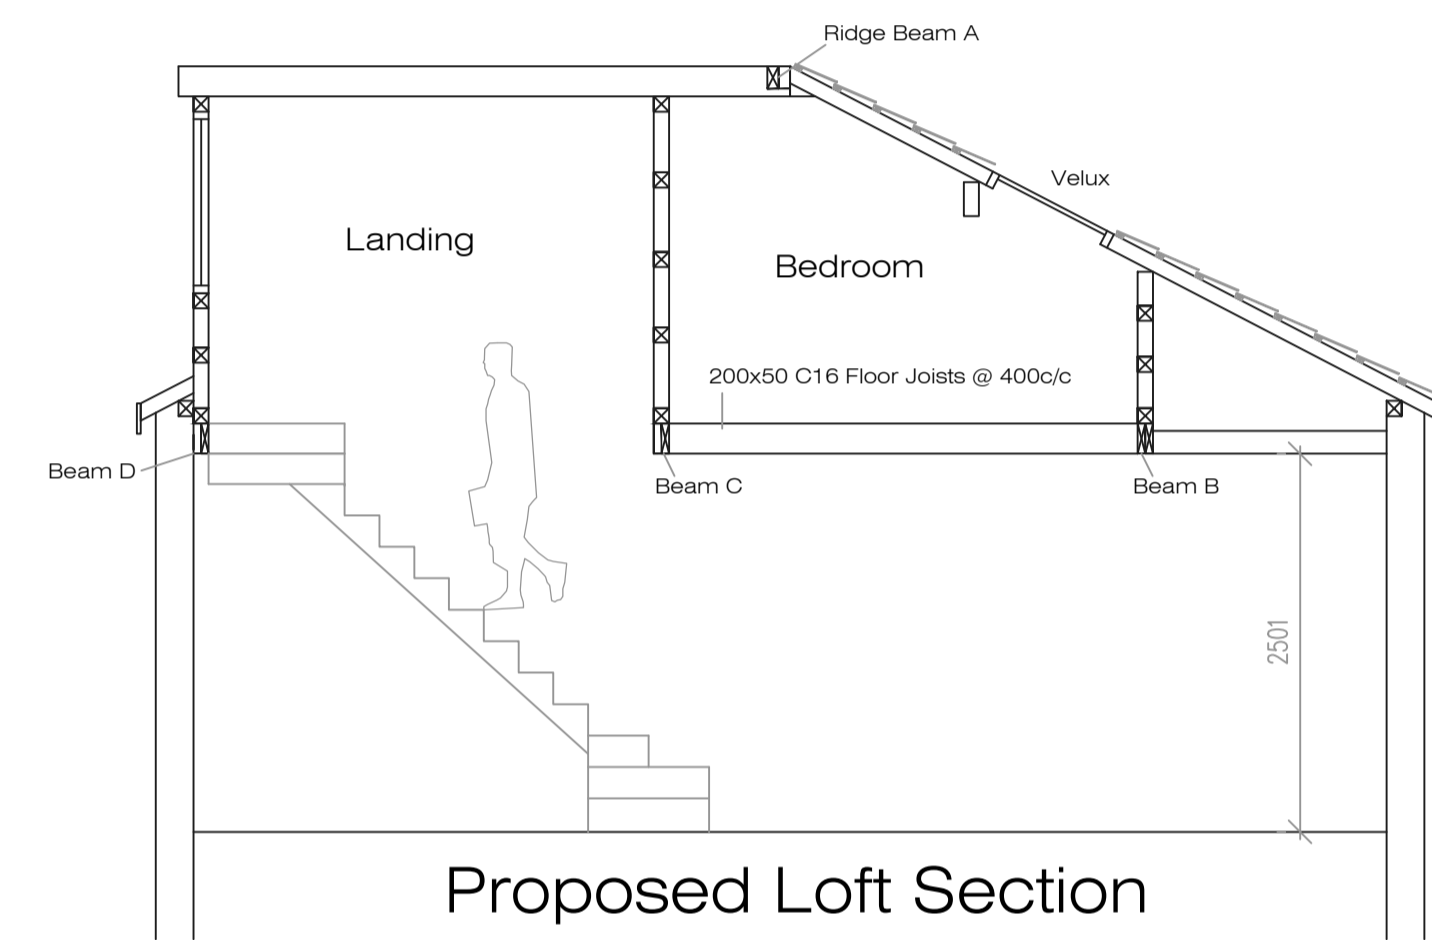 Ridge Beam A
Velux
Landing
Bedroom
200x50 C16 Floor Joists @ 400c/c
Beam D
Beam C
Beam B
2501
Proposed Loft Section